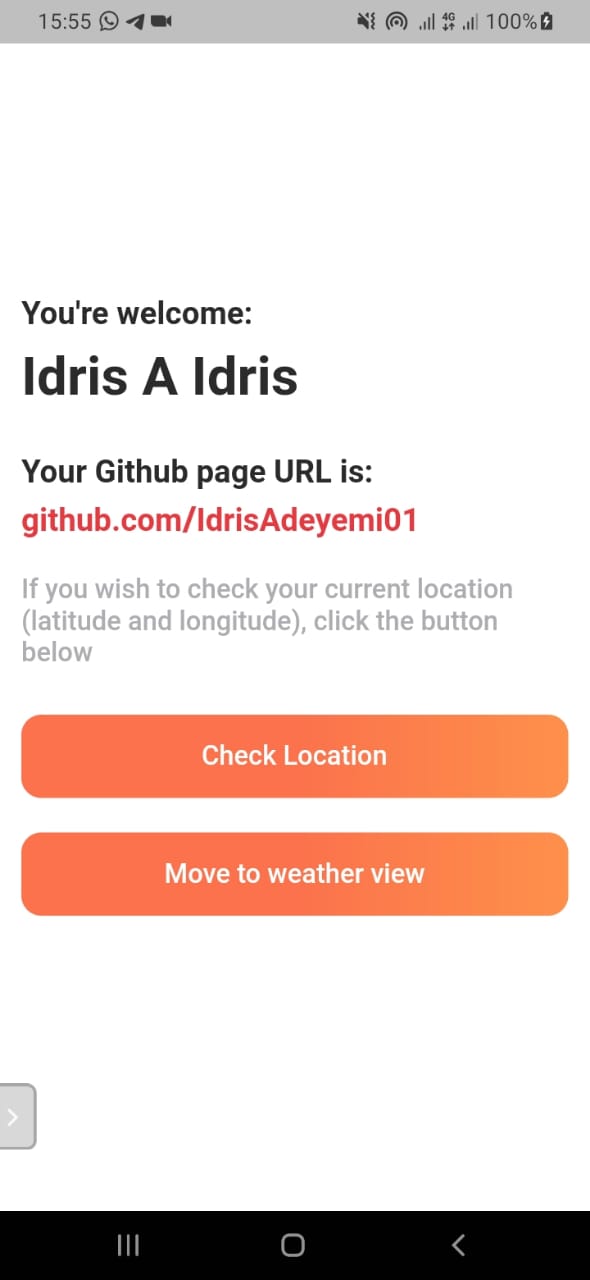 15:55 4G 100%
You're welcome:
Idris A Idris
Your Github page URL is:
github.com/IdrisAdeyemi01
If you wish to check your current location
(latitude and longitude), click the button
below
Check Location
Move to weather view